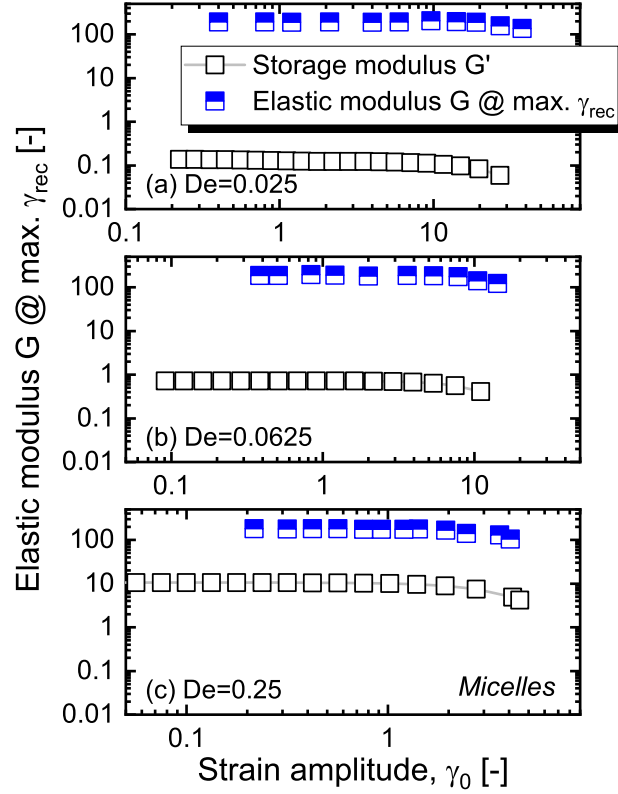 Elastic modulus G @ max. γrec [-]
100
10
1
0.1
0.01
Storage modulus G'
Elastic modulus G @ max. γrec
(a) De=0.025
0.1 1 10
100
10
1
0.1
0.01
(b) De=0.0625
0.1 1 10
100
10
1
0.1
0.01
(c) De=0.25
Micelles
0.1 1
Strain amplitude, γ0 [-]